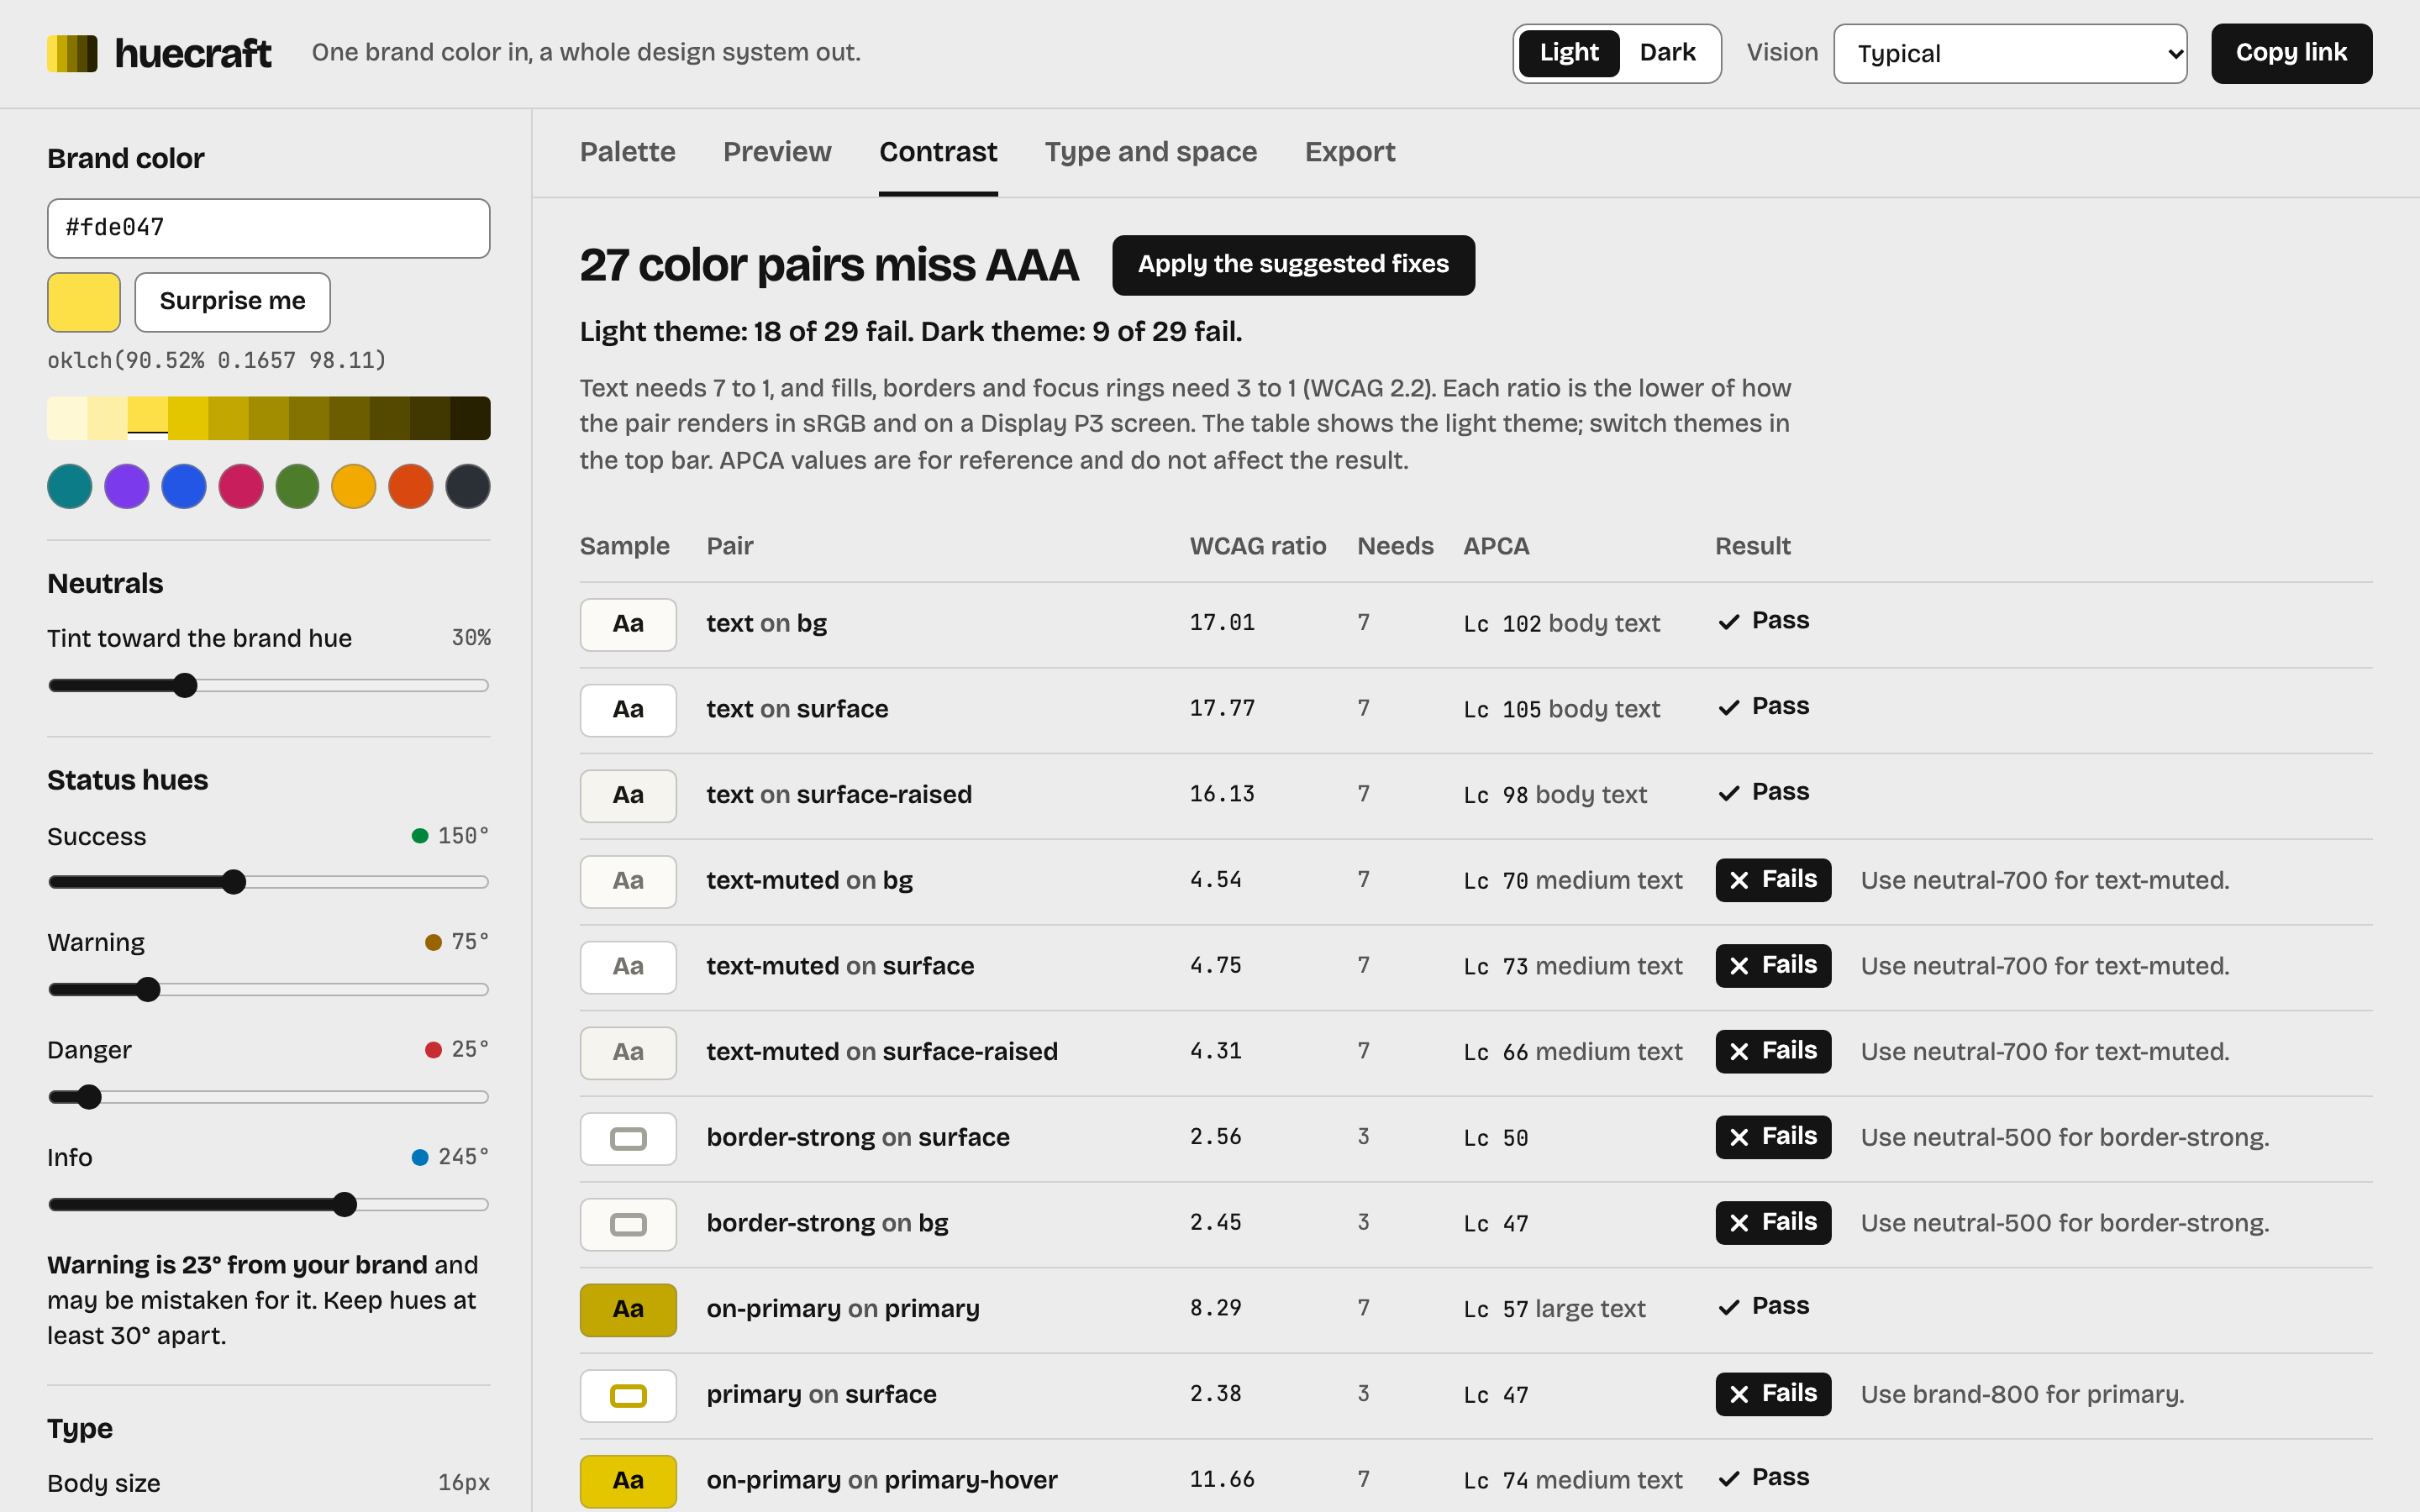 huecraft
One brand color in, a whole design system out.
Light Dark Vision Typical Copy link
Brand color
#fde047
Surprise me
oklch(90.52% 0.1657 98.11)
Neutrals
Tint toward the brand hue 30%
Status hues
Success 150°
Warning 75°
Danger 25°
Info 245°
Warning is 23° from your brand and
may be mistaken for it. Keep hues at
least 30° apart.
Type
Body size 16px
Palette Preview Contrast Type and space Export
27 color pairs miss AAA Apply the suggested fixes
Light theme: 18 of 29 fail. Dark theme: 9 of 29 fail.
Text needs 7 to 1, and fills, borders and focus rings need 3 to 1 (WCAG 2.2). Each ratio is the lower of how
the pair renders in sRGB and on a Display P3 screen. The table shows the light theme; switch themes in
the top bar. APCA values are for reference and do not affect the result.
Sample Pair WCAG ratio Needs APCA Result
Aa text on bg 17.01 7 Lc 102 body text Pass
Aa text on surface 17.77 7 Lc 105 body text Pass
Aa text on surface-raised 16.13 7 Lc 98 body text Pass
Aa text-muted on bg 4.54 7 Lc 70 medium text Fails Use neutral-700 for text-muted.
Aa text-muted on surface 4.75 7 Lc 73 medium text Fails Use neutral-700 for text-muted.
Aa text-muted on surface-raised 4.31 7 Lc 66 medium text Fails Use neutral-700 for text-muted.
border-strong on surface 2.56 3 Lc 50 Fails Use neutral-500 for border-strong.
border-strong on bg 2.45 3 Lc 47 Fails Use neutral-500 for border-strong.
Aa on-primary on primary 8.29 7 Lc 57 large text Pass
primary on surface 2.38 3 Lc 47 Fails Use brand-800 for primary.
Aa on-primary on primary-hover 11.66 7 Lc 74 medium text Pass